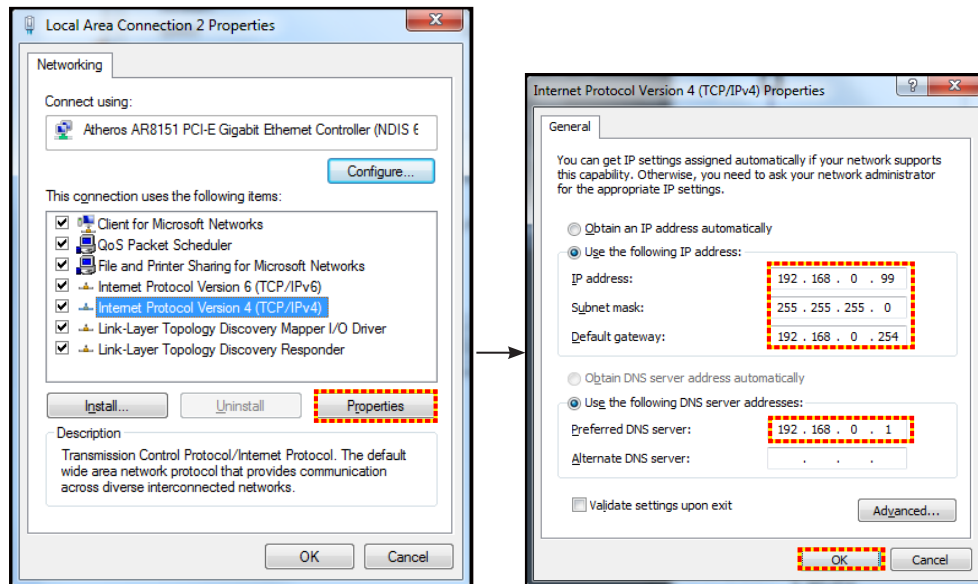 Local Area Connection 2 Properties
Networking
Connect using:
Atheros AR8151 PCI-E Gigabit Ethernet Controller (NDIS 6
Configure...
This connection uses the following items:
Client for Microsoft Networks
QoS Packet Scheduler
File and Printer Sharing for Microsoft Networks
Internet Protocol Version 6 (TCP/IPv6)
Internet Protocol Version 4 (TCP/IPv4)
Link-Layer Topology Discovery Mapper I/O Driver
Link-Layer Topology Discovery Responder
Install...
Uninstall
Properties
Description
Transmission Control Protocol/Internet Protocol. The default
wide area network protocol that provides communication
across diverse interconnected networks.
OK
Cancel
Internet Protocol Version 4 (TCP/IPv4) Properties
General
You can get IP settings assigned automatically if your network supports
this capability. Otherwise, you need to ask your network administrator
for the appropriate IP settings.
Obtain an IP address automatically
Use the following IP address:
IP address: 192 . 168 . 0 . 99
Subnet mask: 255 . 255 . 255 . 0
Default gateway: 192 . 168 . 0 . 254
Obtain DNS server address automatically
Use the following DNS server addresses:
Preferred DNS server: 192 . 168 . 0 . 1
Alternate DNS server: . . .
Validate settings upon exit
Advanced...
OK
Cancel